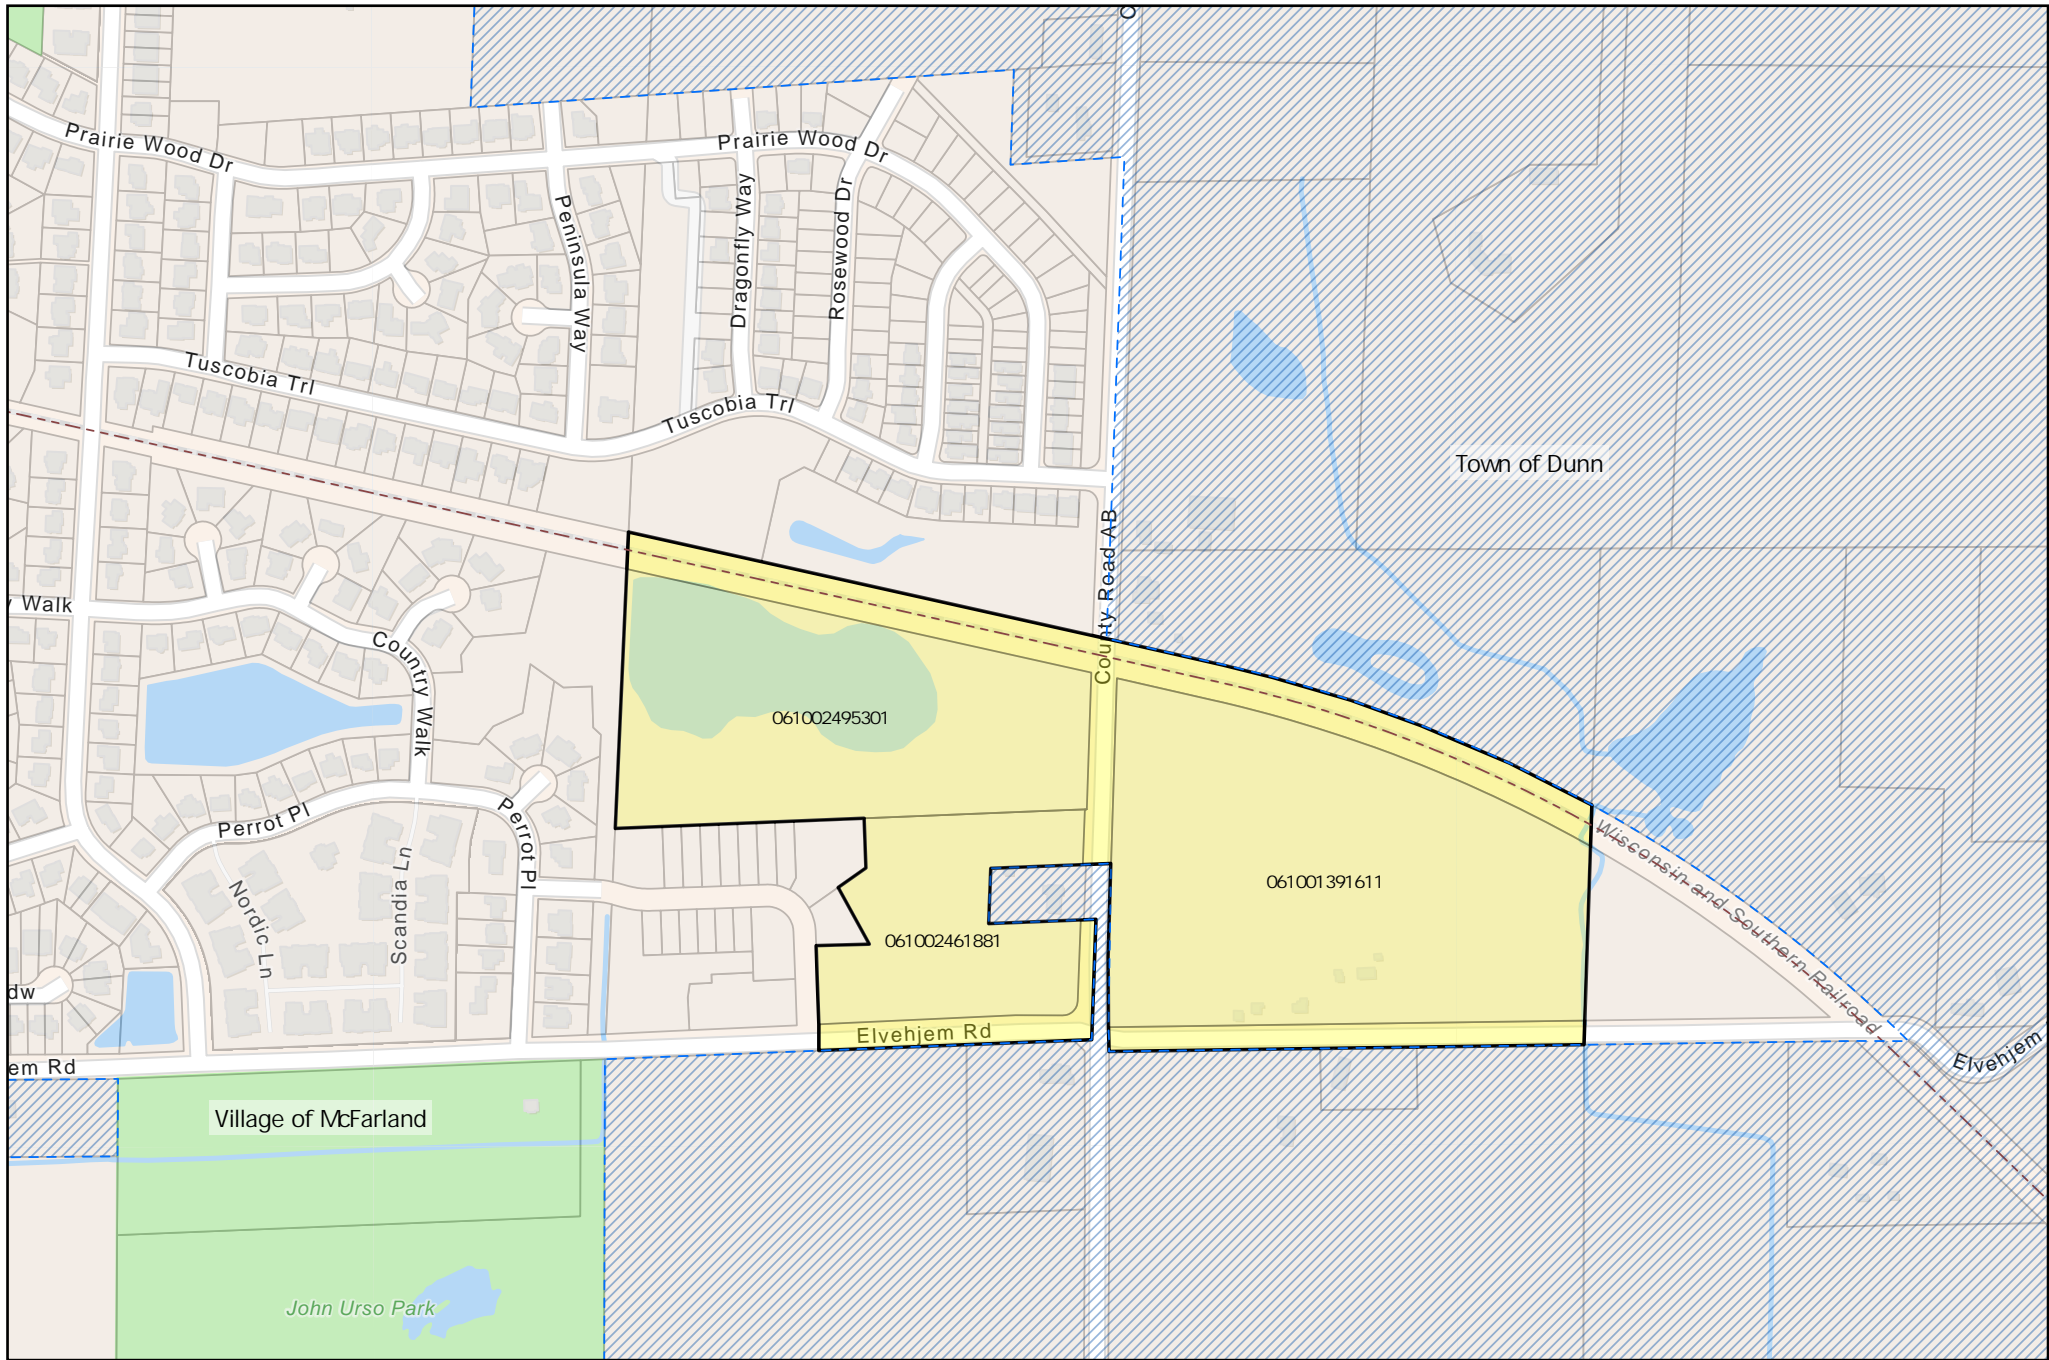 C
Prairie Wood Dr
Prairie Wood Dr
Peninsula Way
Dragonfly Way
Rosewood Dr
Tuscobia Trl
Tuscobia Trl
Town of Dunn
County Road AB
y Walk
Country Walk
061002495301
Perrot Pl
Perrot Pl
Nordic Ln
Scandia Ln
061001391611
061002461881
Wisconsin and Southern Railroad
dw
Elvehjem Rd
Elvehjem
em Rd
Village of McFarland
John Urso Park